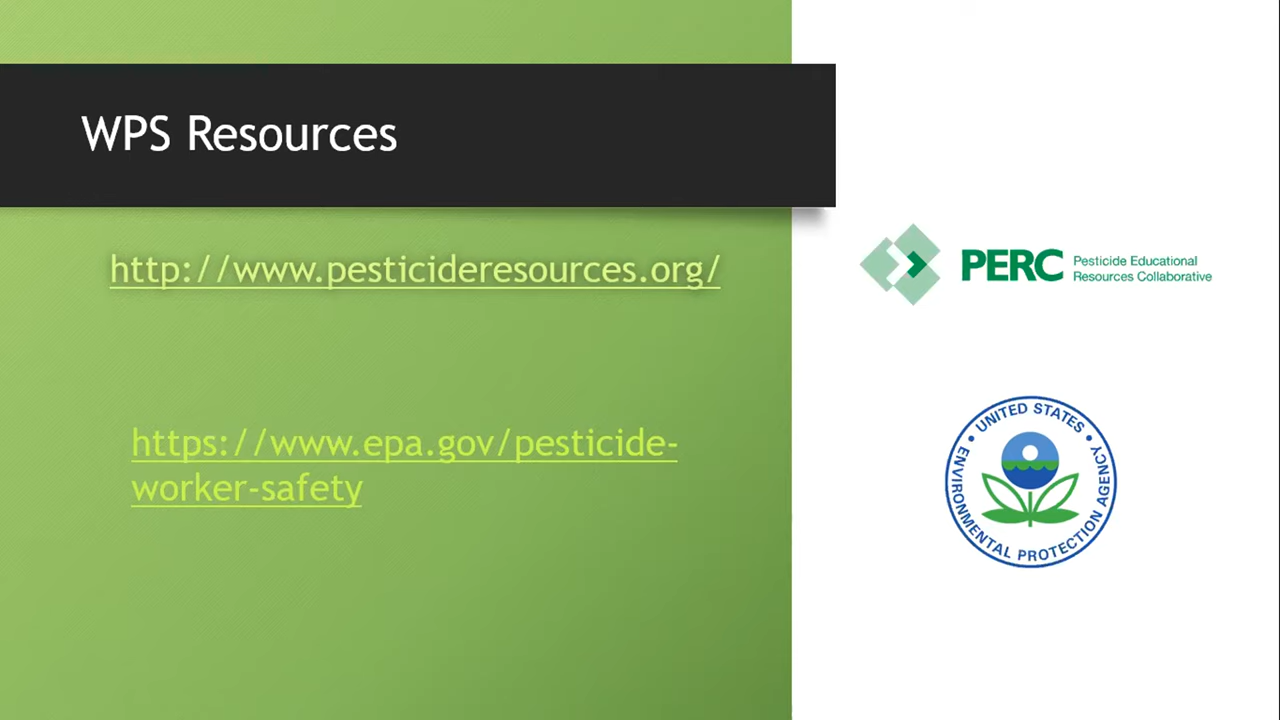 WPS Resources
http://www.pesticideresources.org/
PERC
Pesticide Educational
Resources Collaborative
https://www.epa.gov/pesticide-
worker-safety
UNITED STATES
ENVIRONMENTAL PROTECTION AGENCY